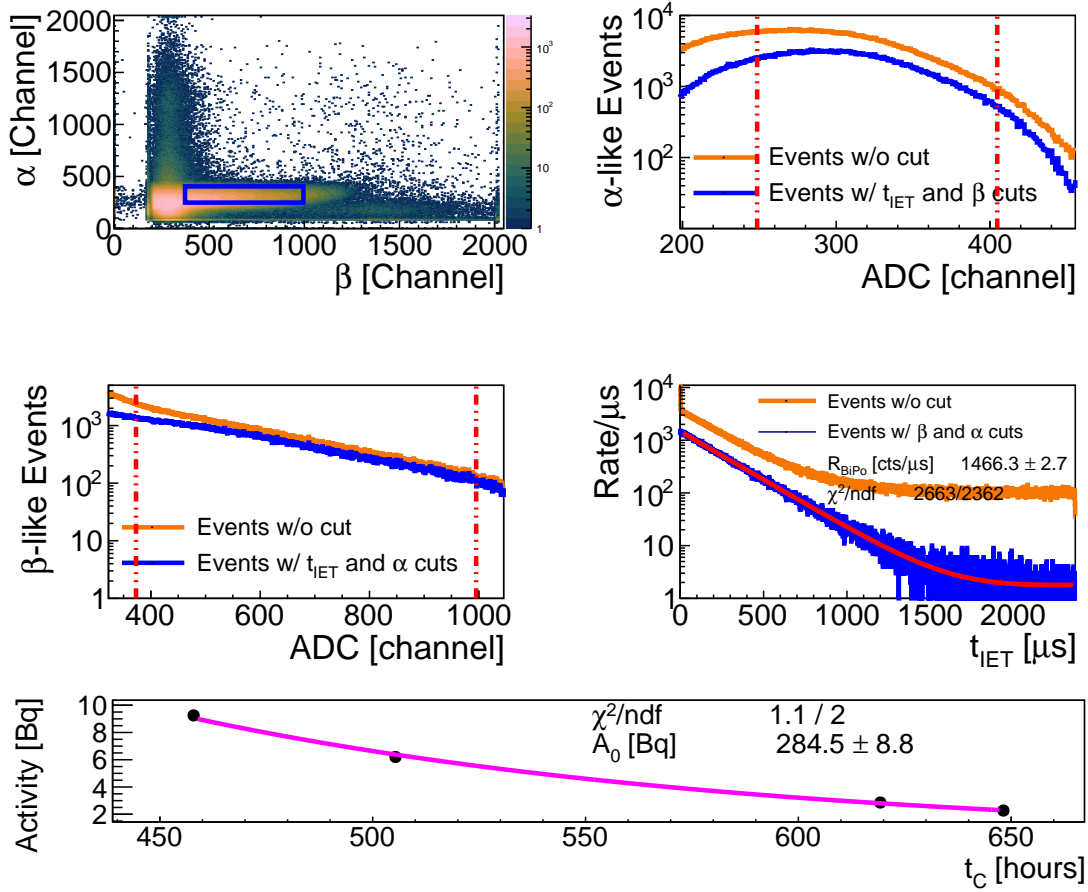 α [Channel]
2000
1500
1000
500
0
0 500 1000 1500 2000
β [Channel]
10³
10²
10
1
α-like Events
10⁴
10³
10²
Events w/o cut
Events w/ t_IET and β cuts
200 300 400
ADC [channel]
β-like Events
10³
10²
10
1
Events w/o cut
Events w/ t_IET and α cuts
400 600 800 1000
ADC [channel]
Rate/μs
10⁴
10³
10²
10
1
Events w/o cut
Events w/ β and α cuts
R_BiPo [cts/μs] 1466.3 ± 2.7
χ²/ndf 2663/2362
0 500 1000 1500 2000
t_IET [μs]
Activity [Bq]
10
8
6
4
2
χ²/ndf 1.1 / 2
A_0 [Bq] 284.5 ± 8.8
450 500 550 600 650
t_C [hours]